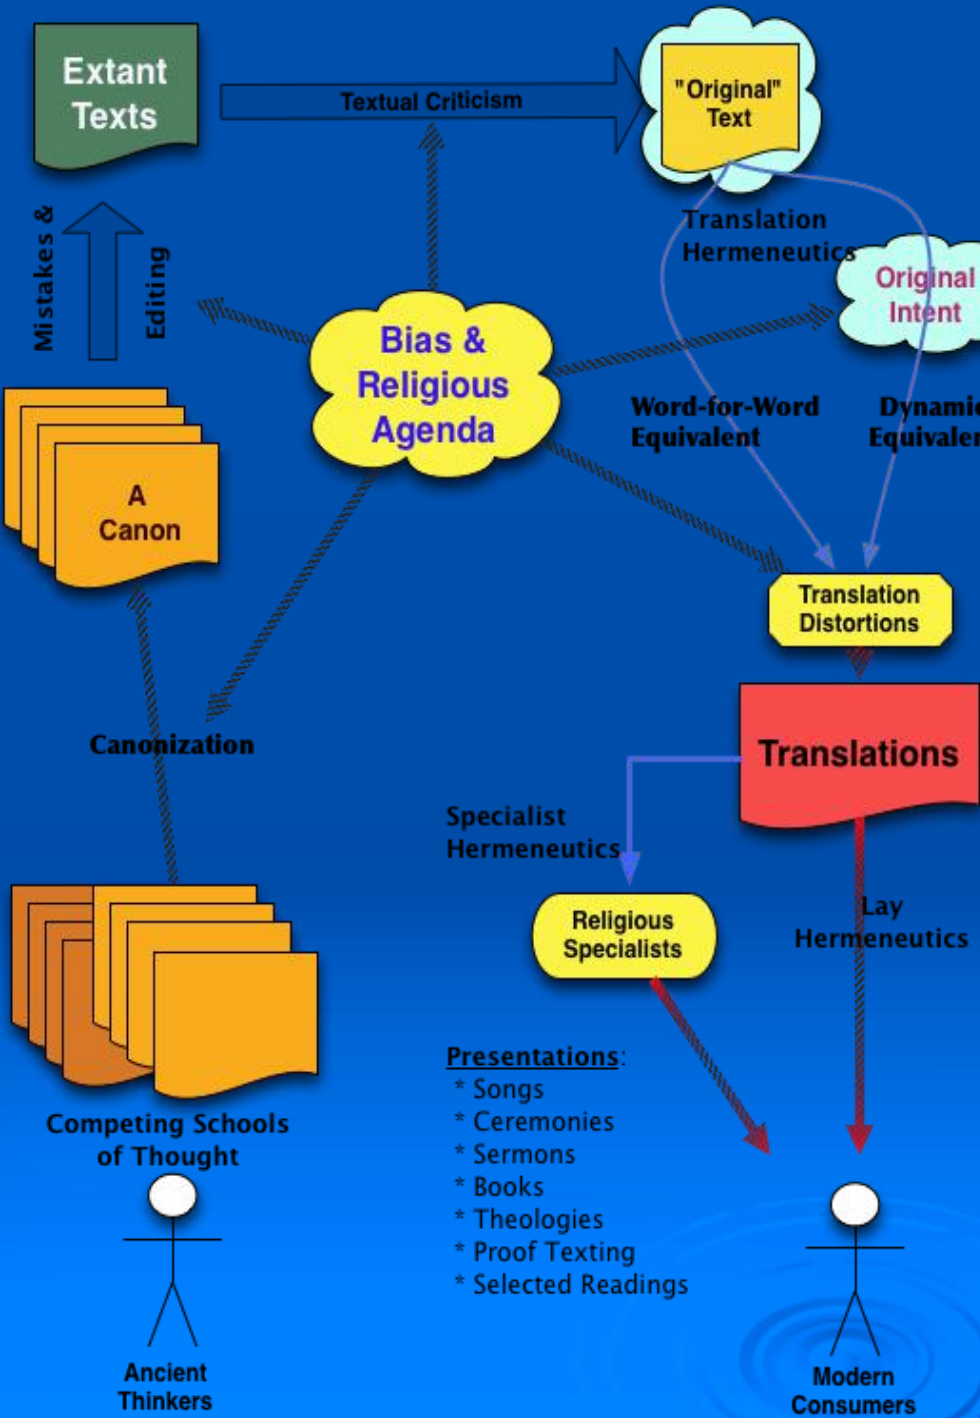 Extant
Texts
Textual Criticism
"Original"
Text
Mistakes &
Editing
Translation
Hermeneutics
Original
Intent
Bias &
Religious
Agenda
Word-for-Word
Equivalent
Dynamic
Equivalen
A
Canon
Translation
Distortions
Canonization
Translations
Specialist
Hermeneutics
Lay
Hermeneutics
Religious
Specialists
Presentations:
* Songs
* Ceremonies
* Sermons
* Books
* Theologies
* Proof Texting
* Selected Readings
Competing Schools
of Thought
Ancient
Thinkers
Modern
Consumers